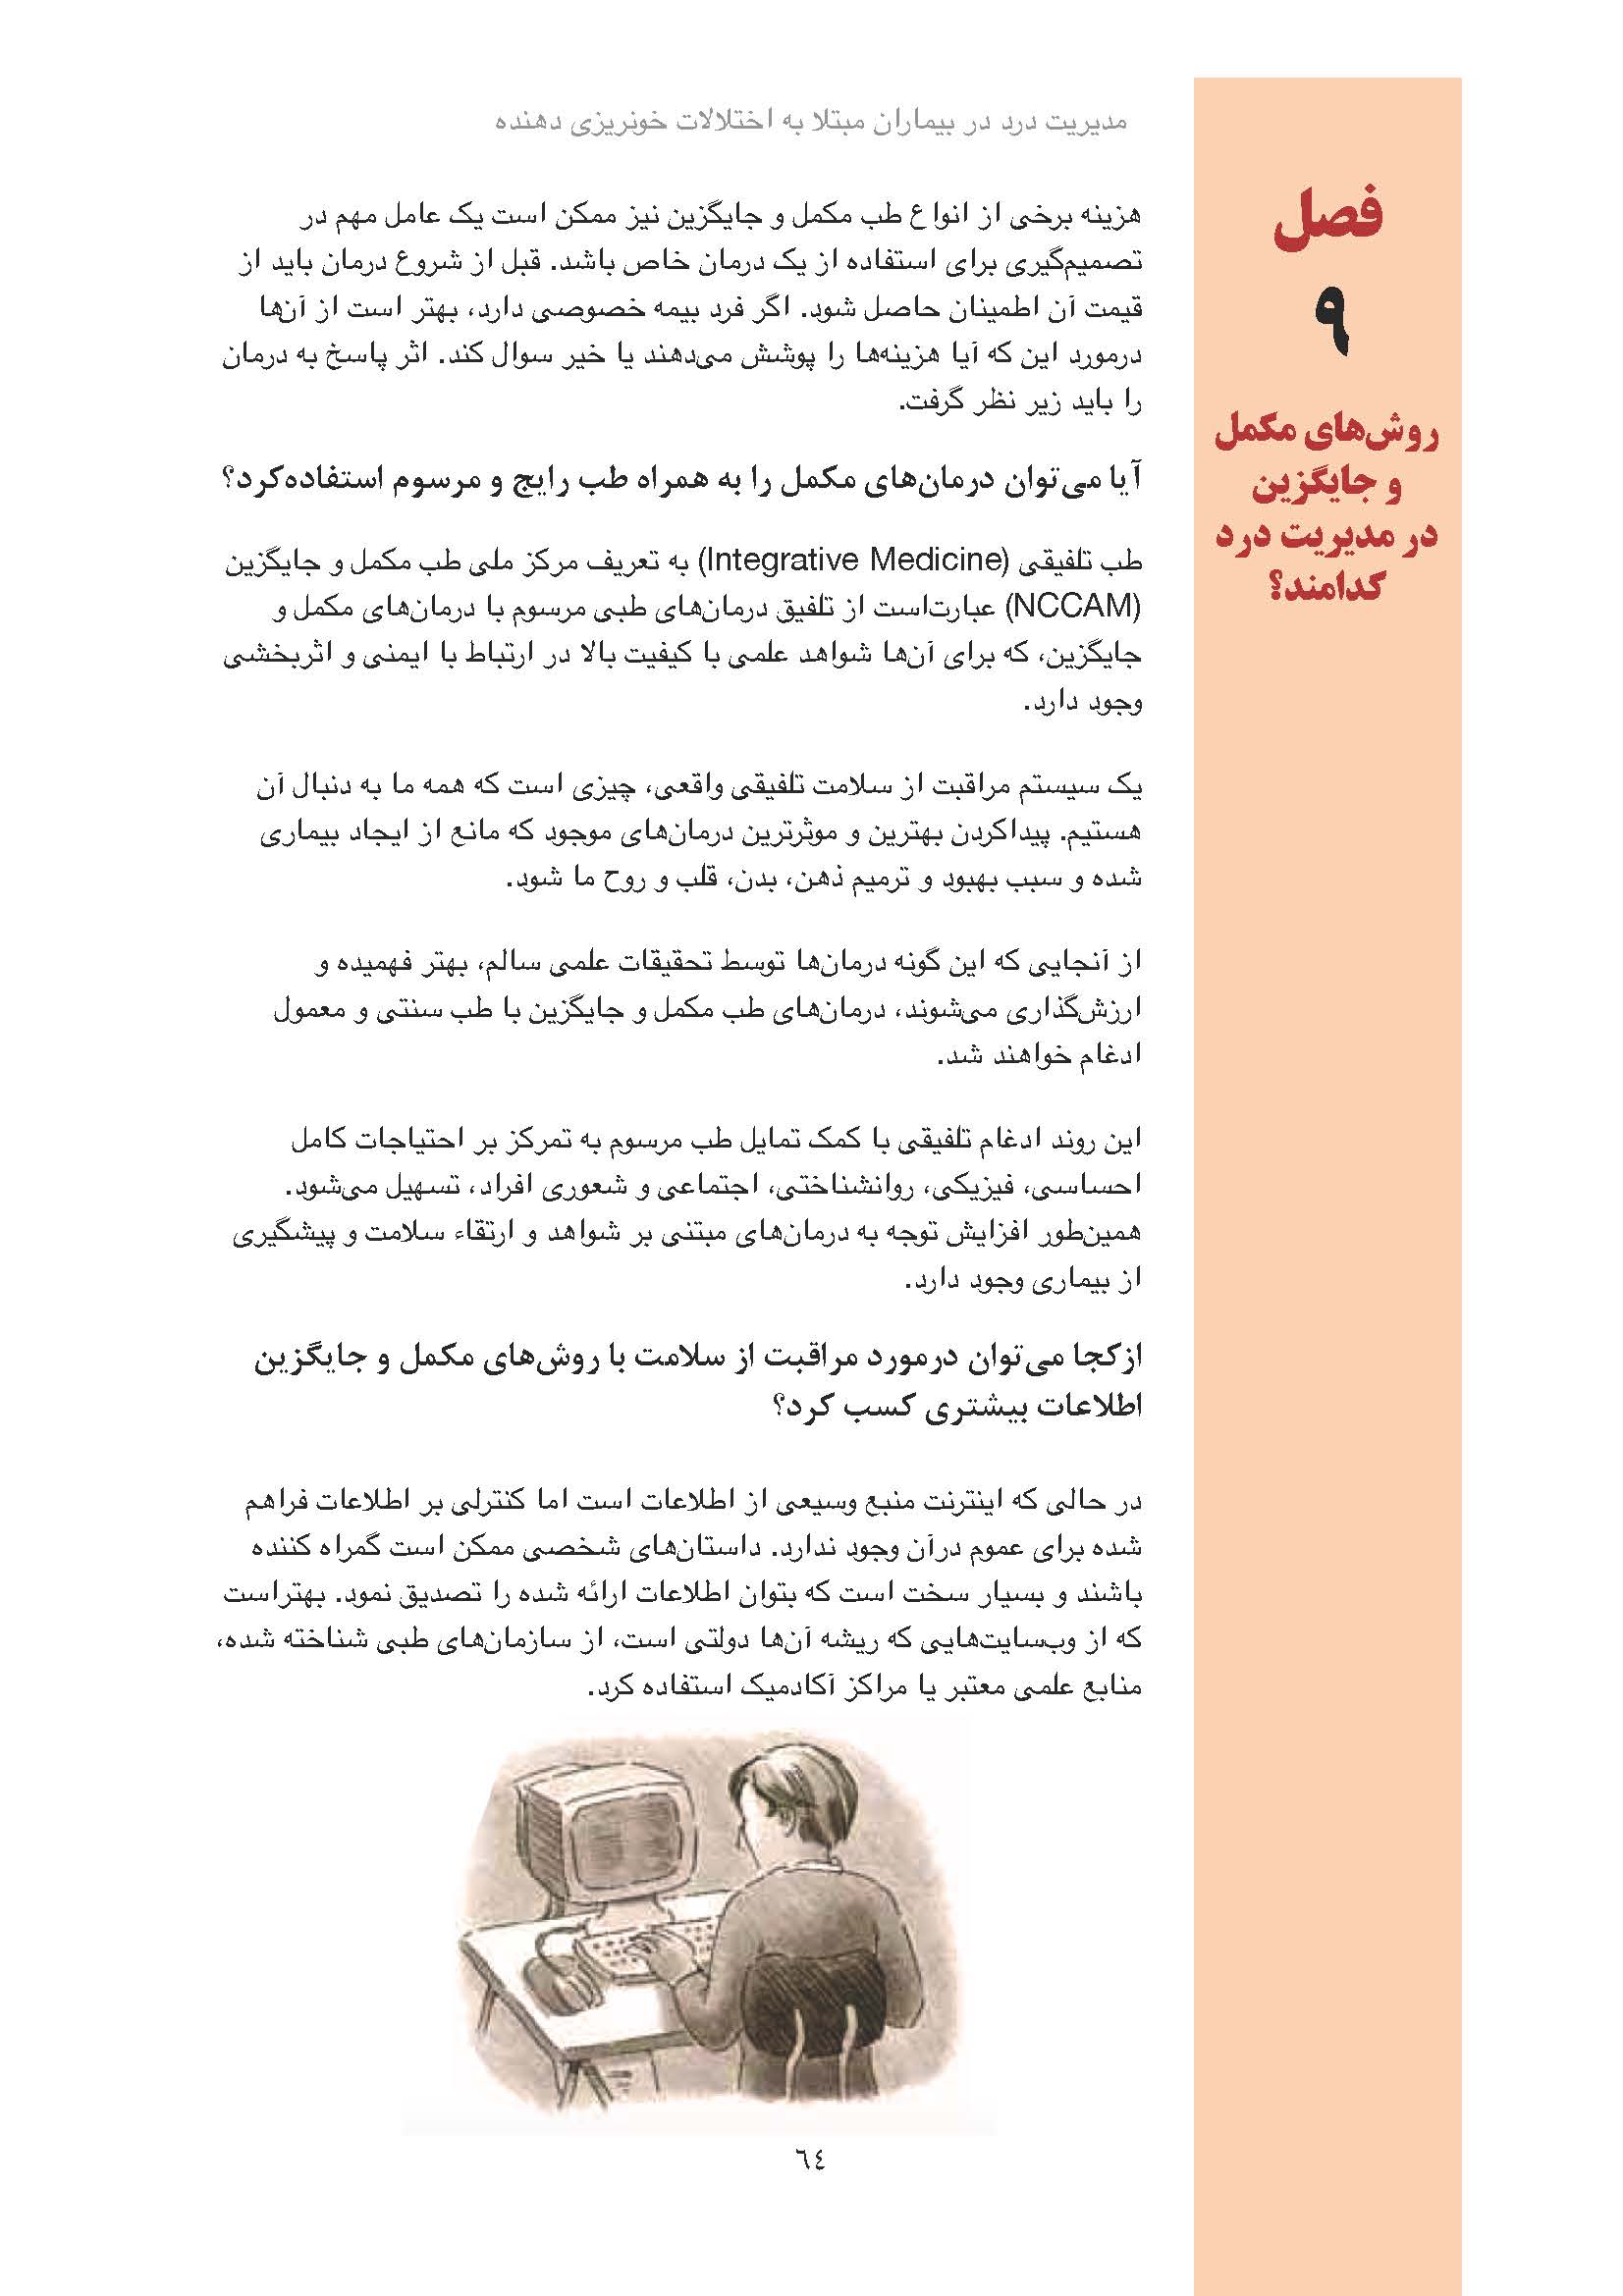 مدیریت درد در بیماران مبتلا به اختلالات خونریزی دهنده
فصل
۹
روش‌های مکمل
و جایگزین
در مدیریت درد
کدامند؟
هزینه برخی از انواع طب مکمل و جایگزین نیز ممکن است یک عامل مهم در
تصمیم‌گیری برای استفاده از یک درمان خاص باشد. قبل از شروع درمان باید از
قیمت آن اطمینان حاصل شود. اگر فرد بیمه خصوصی دارد، بهتر است از آن‌ها
درمورد این که آیا هزینه‌ها را پوشش می‌دهند یا خیر سوال کند. اثر پاسخ به درمان
را باید زیر نظر گرفت.
آیا می‌توان درمان‌های مکمل را به همراه طب رایج و مرسوم استفاده‌کرد؟
طب تلفیقی (Integrative Medicine) به تعریف مرکز ملی طب مکمل و جایگزین
(NCCAM) عبارت‌است از تلفیق درمان‌های طبی مرسوم با درمان‌های مکمل و
جایگزین، که برای آن‌ها شواهد علمی با کیفیت بالا در ارتباط با ایمنی و اثربخشی
وجود دارد.
یک سیستم مراقبت از سلامت تلفیقی واقعی، چیزی است که همه ما به دنبال آن
هستیم. پیداکردن بهترین و موثرترین درمان‌های موجود که مانع از ایجاد بیماری
شده و سبب بهبود و ترمیم ذهن، بدن، قلب و روح ما شود.
از آنجایی که این گونه درمان‌ها توسط تحقیقات علمی سالم، بهتر فهمیده و
ارزش‌گذاری می‌شوند، درمان‌های طب مکمل و جایگزین با طب سنتی و معمول
ادغام خواهند شد.
این روند ادغام تلفیقی با کمک تمایل طب مرسوم به تمرکز بر احتیاجات کامل
احساسی، فیزیکی، روانشناختی، اجتماعی و شعوری افراد، تسهیل می‌شود.
همین‌طور افزایش توجه به درمان‌های مبتنی بر شواهد و ارتقاء سلامت و پیشگیری
از بیماری وجود دارد.
ازکجا می‌توان درمورد مراقبت از سلامت با روش‌های مکمل و جایگزین
اطلاعات بیشتری کسب کرد؟
در حالی که اینترنت منبع وسیعی از اطلاعات است اما کنترلی بر اطلاعات فراهم
شده برای عموم درآن وجود ندارد. داستان‌های شخصی ممکن است گمراه کننده
باشند و بسیار سخت است که بتوان اطلاعات ارائه شده را تصدیق نمود. بهتراست
که از وب‌سایت‌هایی که ریشه آن‌ها دولتی است، از سازمان‌های طبی شناخته شده،
منابع علمی معتبر یا مراکز آکادمیک استفاده کرد.
٦٤